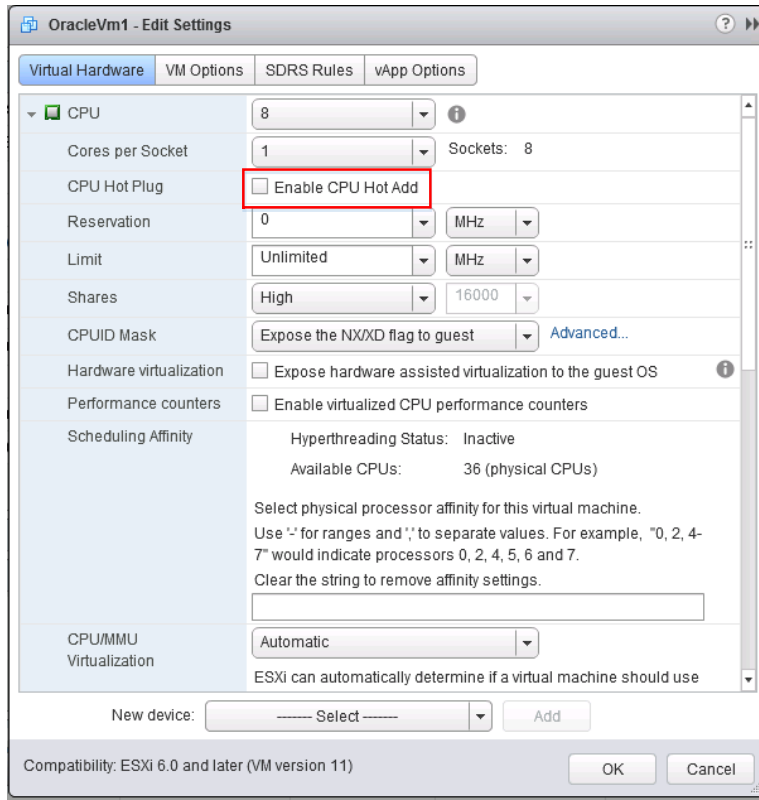 OracleVm1 - Edit Settings
?
Virtual Hardware VM Options SDRS Rules vApp Options
CPU 8
Cores per Socket 1 Sockets: 8
CPU Hot Plug Enable CPU Hot Add
Reservation 0 MHz
Limit Unlimited MHz
Shares High 16000
CPUID Mask Expose the NX/XD flag to guest Advanced...
Hardware virtualization Expose hardware assisted virtualization to the guest OS
Performance counters Enable virtualized CPU performance counters
Scheduling Affinity Hyperthreading Status: Inactive
Available CPUs: 36 (physical CPUs)
Select physical processor affinity for this virtual machine.
Use '-' for ranges and ',' to separate values. For example, "0, 2, 4-
7" would indicate processors 0, 2, 4, 5, 6 and 7.
Clear the string to remove affinity settings.
CPU/MMU Automatic
Virtualization
ESXi can automatically determine if a virtual machine should use
New device: ------- Select ------- Add
Compatibility: ESXi 6.0 and later (VM version 11) OK Cancel